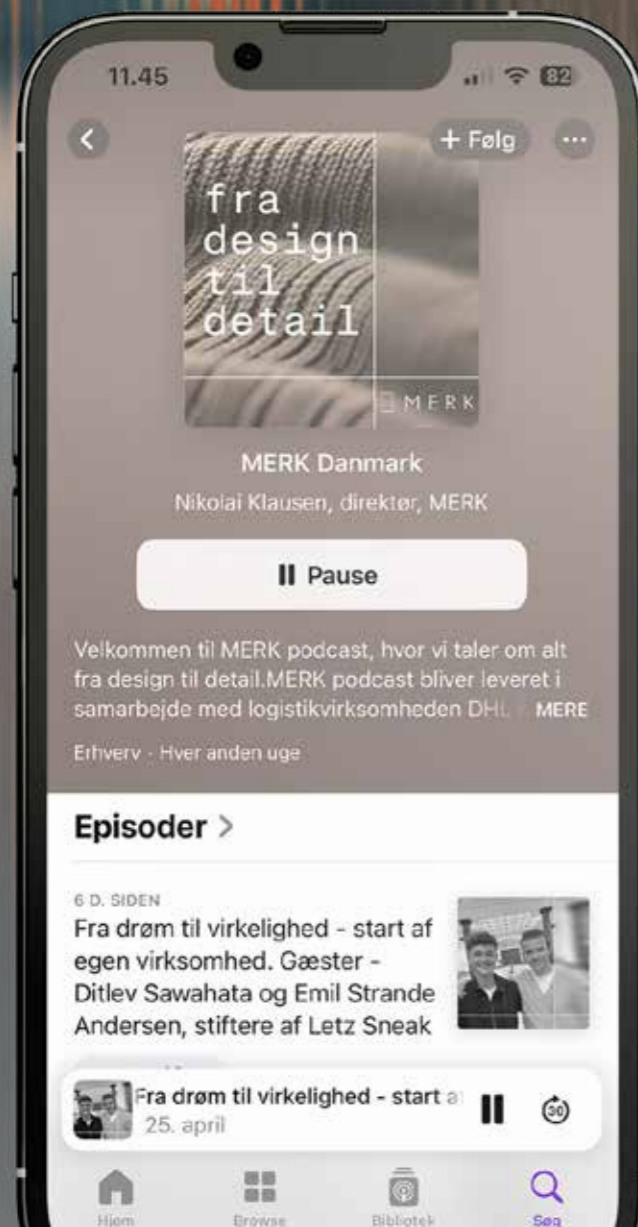 11.45
82
+ Følg
fra
design
til
detail
MERK
MERK Danmark
Nikolai Klausen, direktør, MERK
Pause
Velkommen til MERK podcast, hvor vi taler om alt
fra design til detail.MERK podcast bliver leveret i
samarbejde med logistikvirksomheden DHL MERE
Erhverv - Hver anden uge
Episoder >
6 D. SIDEN
Fra drøm til virkelighed - start af
egen virksomhed. Gæster -
Ditlev Sawahata og Emil Strande
Andersen, stiftere af Letz Sneak
Fra drøm til virkelighed - start a
25. april
30
Hjem Browse Bibliotek Søg